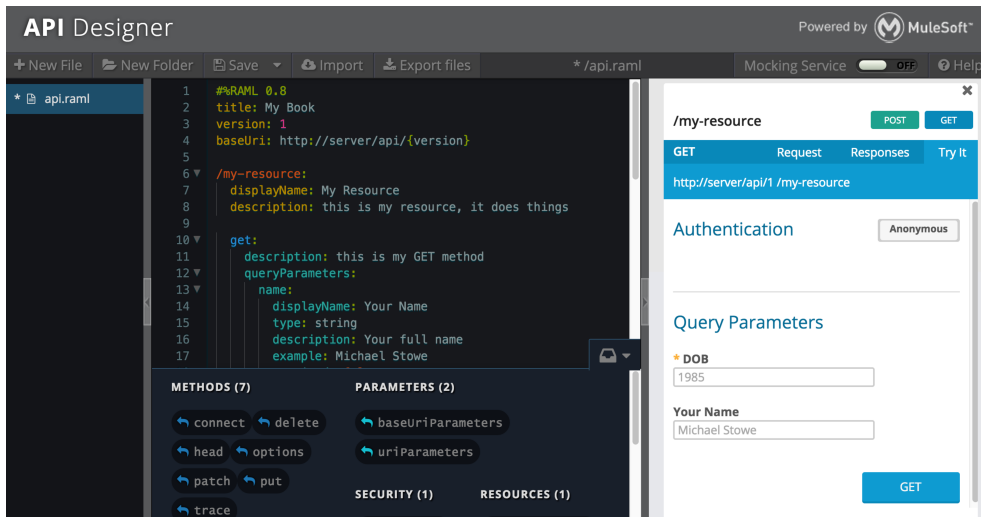 API Designer
Powered by MuleSoft™
New File New Folder Save Import Export files * /api.raml Mocking Service OFF Help
* api.raml
1 #%RAML 0.8
2 title: My Book
3 version: 1
4 baseUri: http://server/api/{version}
5
6 /my-resource:
7 displayName: My Resource
8 description: this is my resource, it does things
9
10 get:
11 description: this is my GET method
12 queryParameters:
13 name:
14 displayName: Your Name
15 type: string
16 description: Your full name
17 example: Michael Stowe
METHODS (7)
connect delete
head options
patch put
trace
PARAMETERS (2)
baseUriParameters
uriParameters
SECURITY (1) RESOURCES (1)
/my-resource POST GET
GET Request Responses Try It
http://server/api/1 /my-resource
Authentication Anonymous
Query Parameters
* DOB
1985
Your Name
Michael Stowe
GET